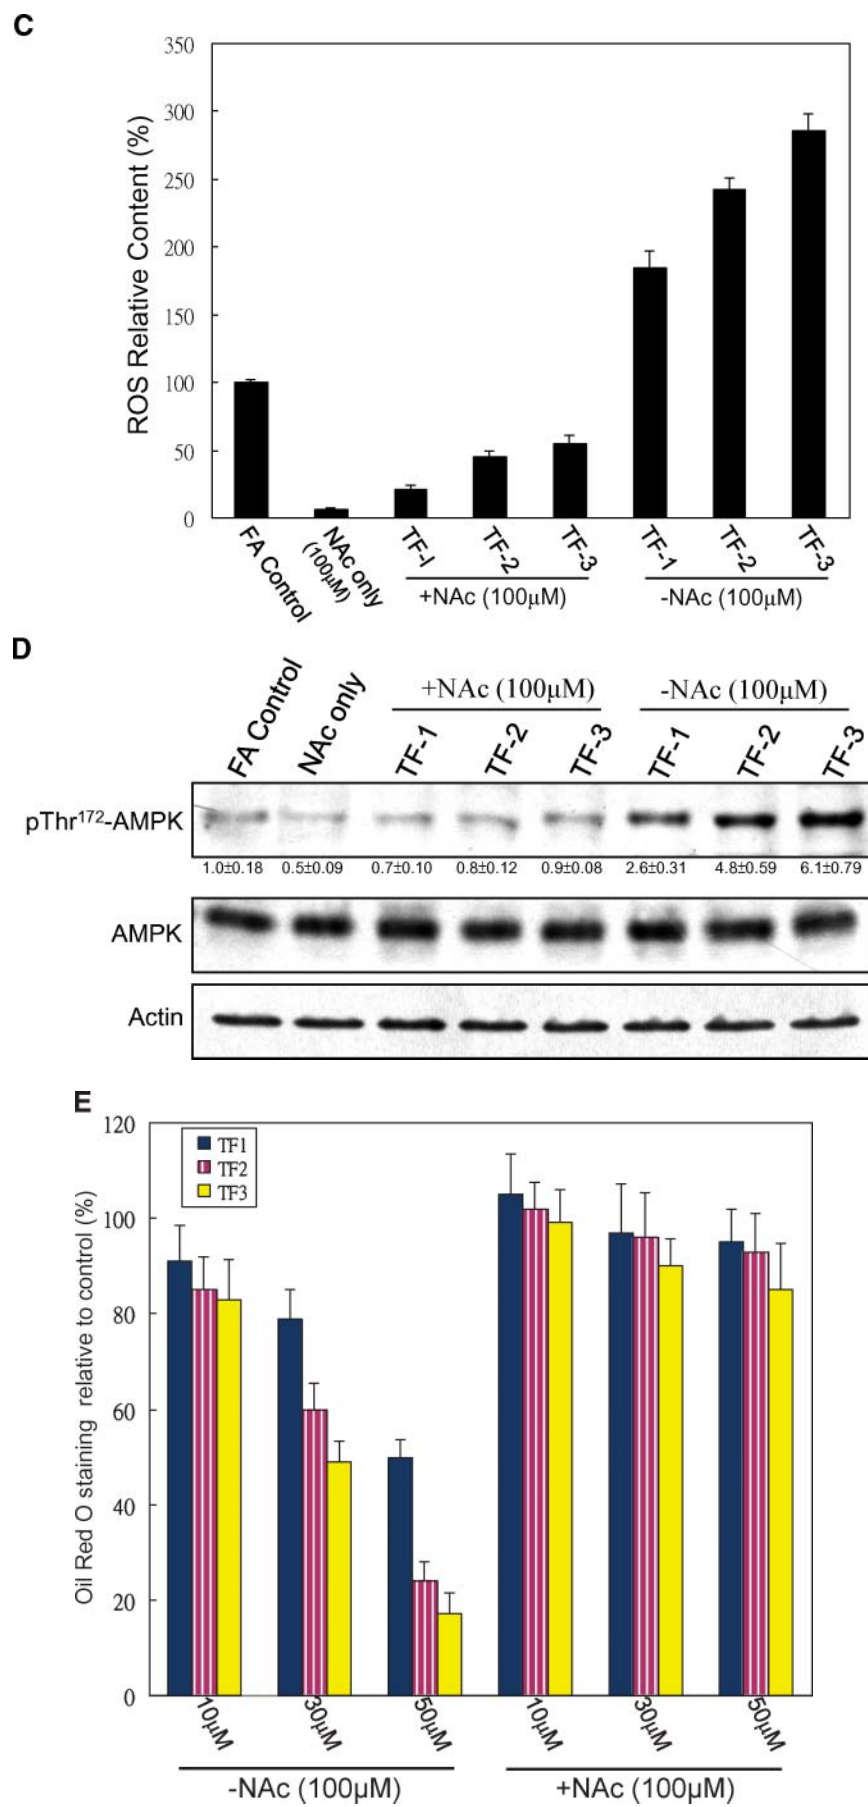 C
350
300
250
200
150
100
50
0
ROS Relative Content (%)
FA Control
NAc only
(100μM)
TF-I
TF-2
TF-3
TF-1
TF-2
TF-3
+NAc (100μM)
-NAc (100μM)
D
FA Control
NAc only
+NAc (100μM)
-NAc (100μM)
TF-1
TF-2
TF-3
TF-1
TF-2
TF-3
pThr¹⁷²-AMPK
1.0±0.18 0.5±0.09 0.7±0.10 0.8±0.12 0.9±0.08 2.6±0.31 4.8±0.59 6.1±0.79
AMPK
Actin
E
120
100
80
60
40
20
0
Oil Red O staining relative to control (%)
TF1
TF2
TF3
10μM
30μM
50μM
10μM
30μM
50μM
-NAc (100μM)
+NAc (100μM)